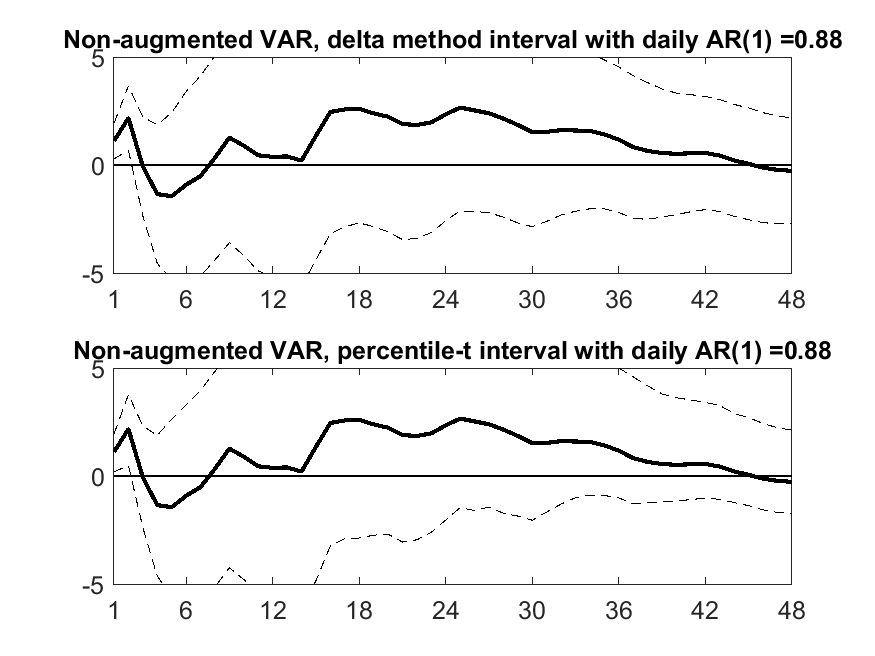 Non-augmented VAR, delta method interval with daily AR(1) =0.88
5
0
-5
1 6 12 18 24 30 36 42 48
Non-augmented VAR, percentile-t interval with daily AR(1) =0.88
5
0
-5
1 6 12 18 24 30 36 42 48